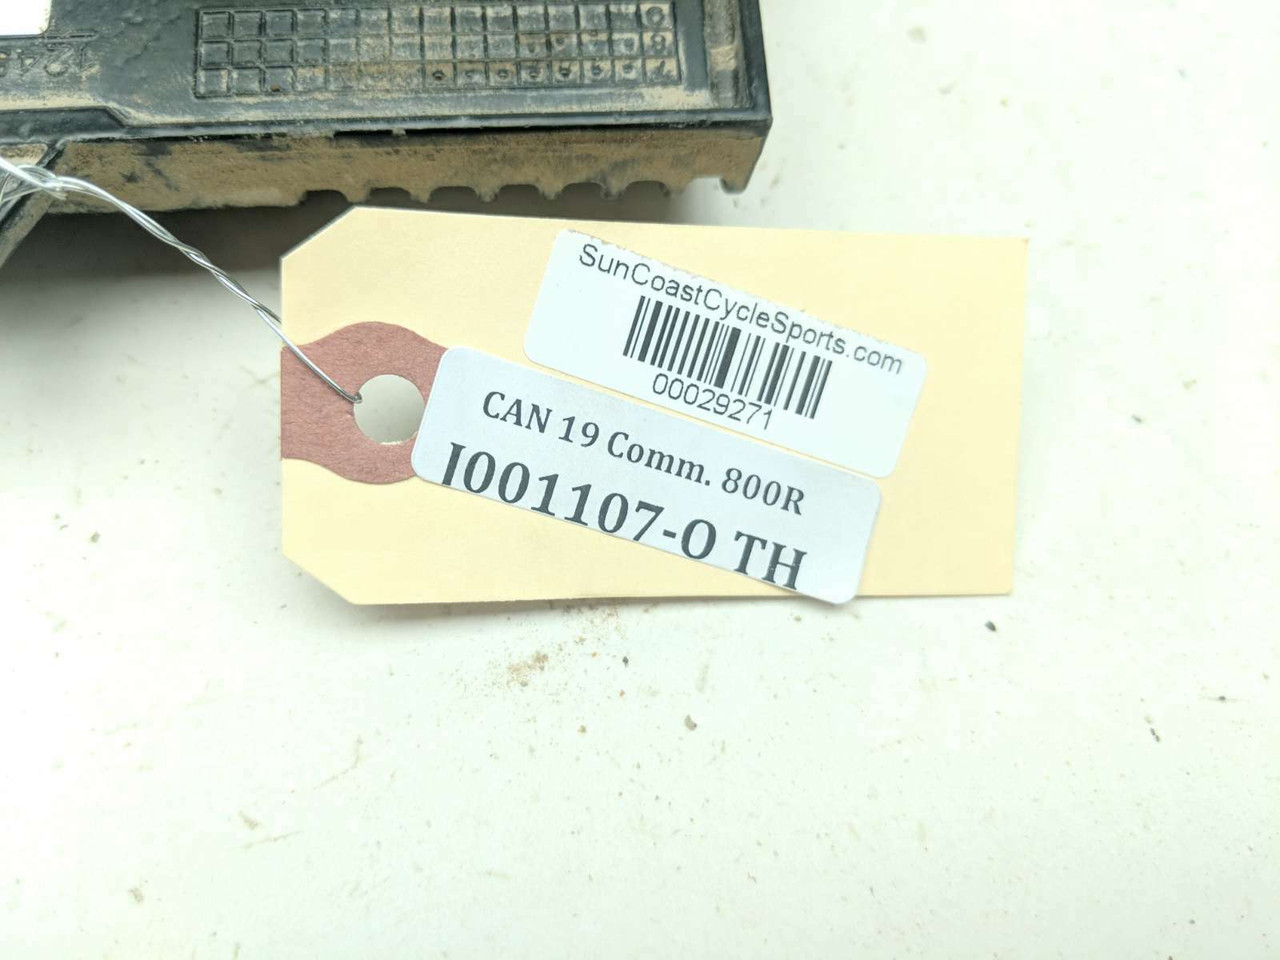 SunCoastCycleSports.com
00029271
CAN 19 Comm. 800R
I001107-O TH